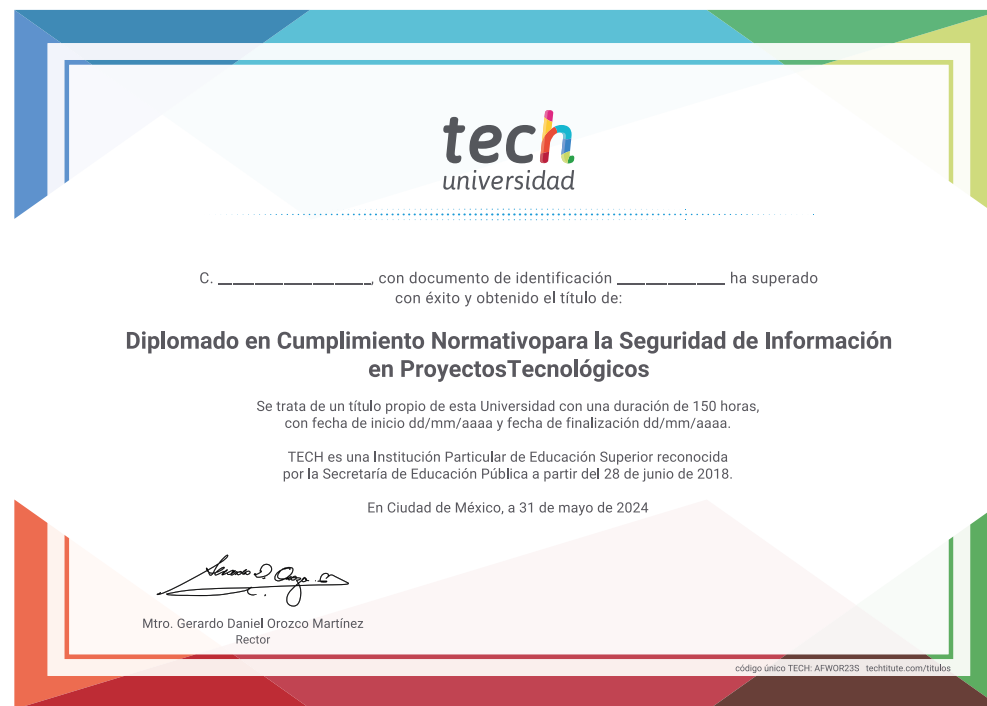 tech
universidad
C. ____________________, con documento de identificación ______________ ha superado
con éxito y obtenido el título de:
Diplomado en Cumplimiento Normativopara la Seguridad de Información
en ProyectosTecnológicos
Se trata de un título propio de esta Universidad con una duración de 150 horas,
con fecha de inicio dd/mm/aaaa y fecha de finalización dd/mm/aaaa.
TECH es una Institución Particular de Educación Superior reconocida
por la Secretaría de Educación Pública a partir del 28 de junio de 2018.
En Ciudad de México, a 31 de mayo de 2024
Mtro. Gerardo Daniel Orozco Martínez
Rector
código único TECH: AFWOR23S techtitute.com/titulos